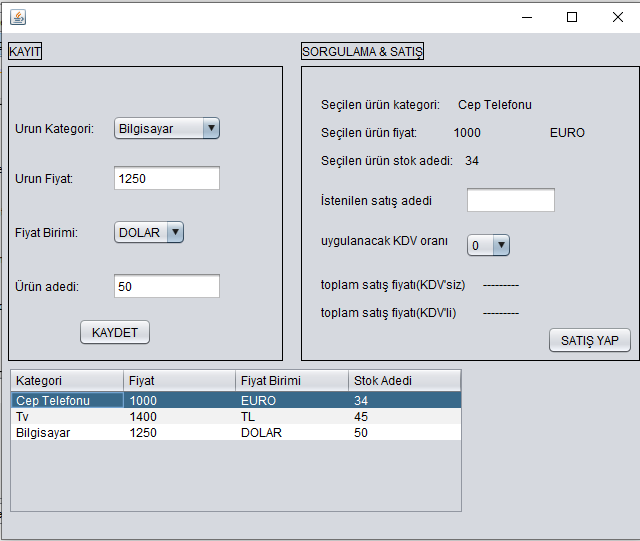 KAYIT
Urun Kategori: Bilgisayar
Urun Fiyat: 1250
Fiyat Birimi: DOLAR
Ürün adedi: 50
KAYDET
SORGULAMA & SATIŞ
Seçilen ürün kategori: Cep Telefonu
Seçilen ürün fiyat: 1000 EURO
Seçilen ürün stok adedi: 34
İstenilen satış adedi
uygulanacak KDV oranı 0
toplam satış fiyatı(KDV'siz) ---------
toplam satış fiyatı(KDV'li) ---------
SATIŞ YAP
Kategori Fiyat Fiyat Birimi Stok Adedi
Cep Telefonu 1000 EURO 34
Tv 1400 TL 45
Bilgisayar 1250 DOLAR 50